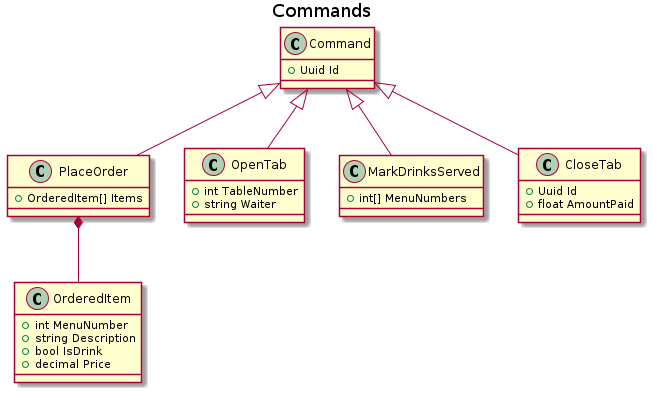 Commands
C Command
Uuid Id
C PlaceOrder
OrderedItem[] Items
C OpenTab
int TableNumber
string Waiter
C MarkDrinksServed
int[] MenuNumbers
C CloseTab
Uuid Id
float AmountPaid
C OrderedItem
int MenuNumber
string Description
bool IsDrink
decimal Price